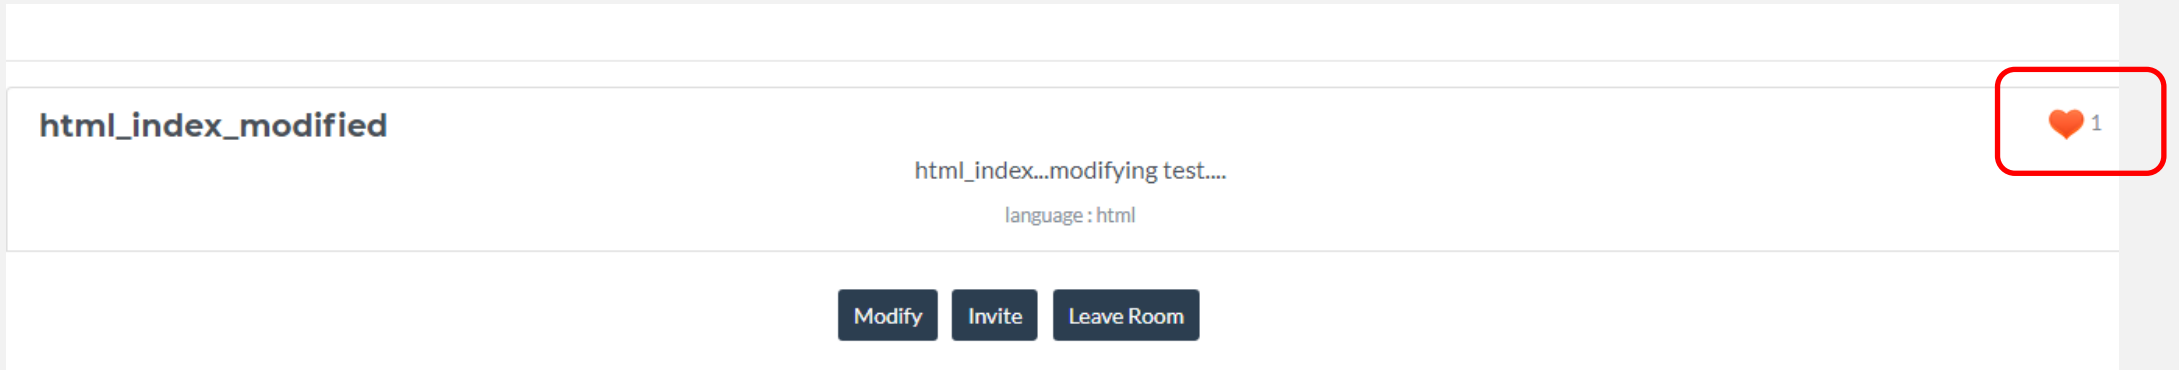 html_index_modified
1
html_index...modifying test....
language : html
Modify
Invite
Leave Room